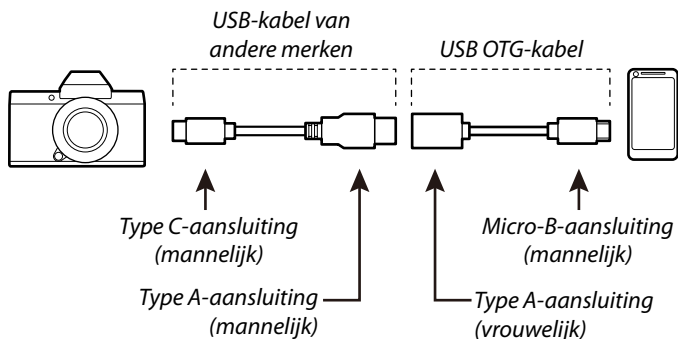 USB-kabel van
andere merken
USB OTG-kabel
Type C-aansluiting
(mannelijk)
Micro-B-aansluiting
(mannelijk)
Type A-aansluiting
(mannelijk)
Type A-aansluiting
(vrouwelijk)